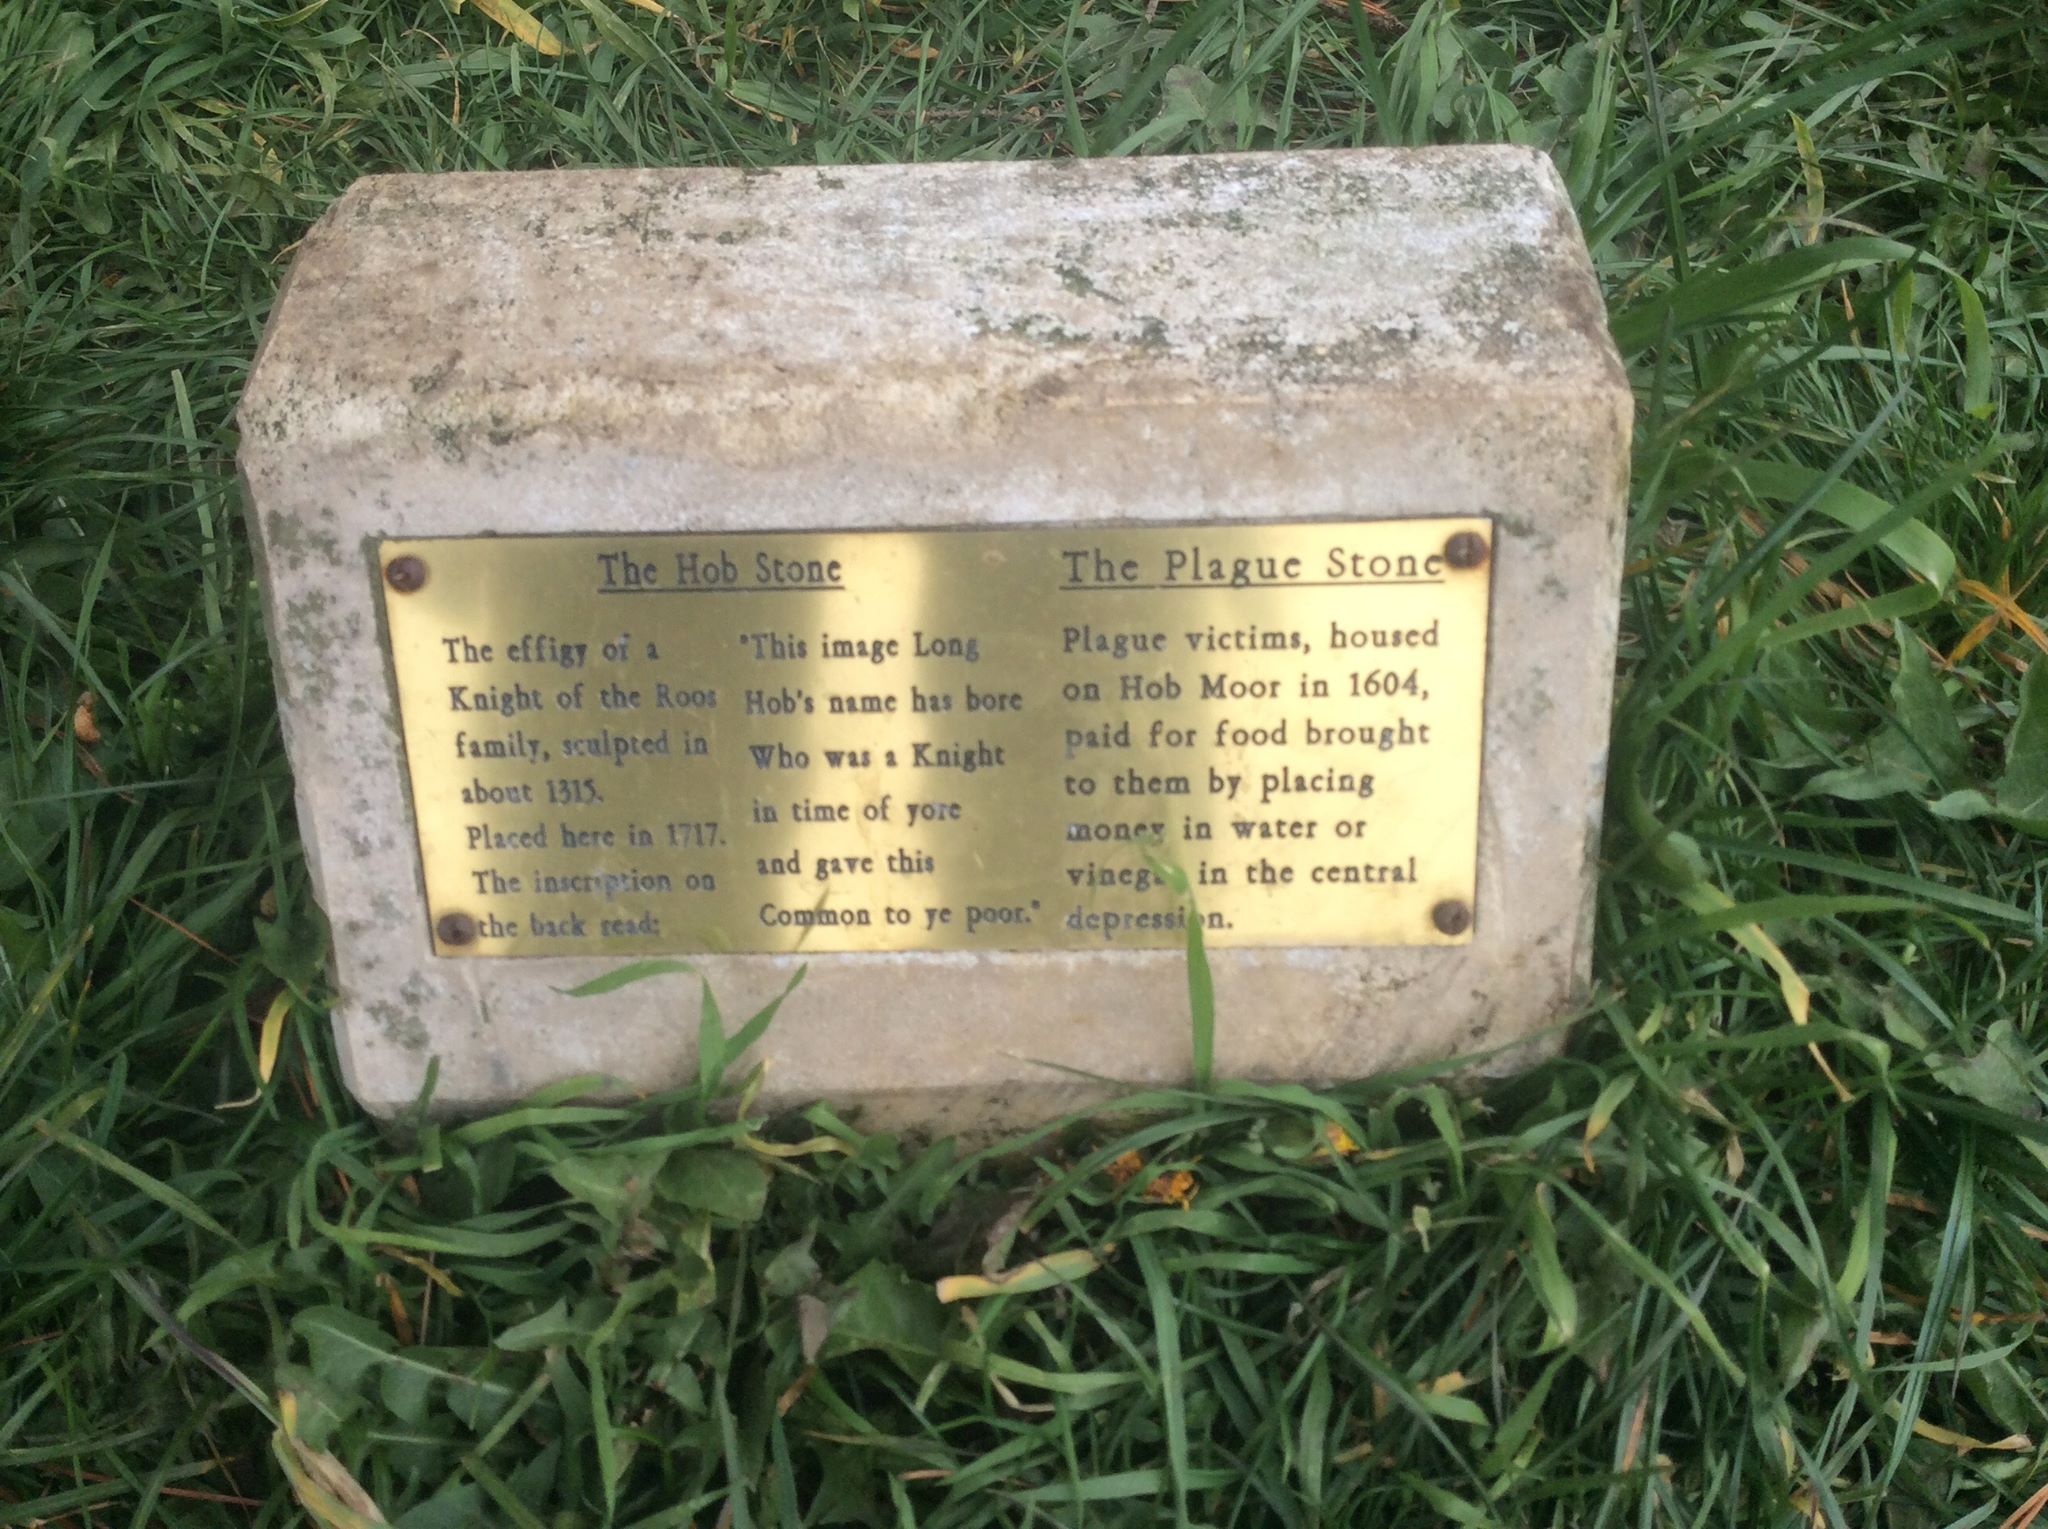 The Hob Stone
The effigy of a
Knight of the Roos
family, sculpted in
about 1315.
Placed here in 1717.
The inscription on
the back read;
"This image Long
Hob's name has bore
Who was a Knight
in time of yore
and gave this
Common to ye poor."
The Plague Stone
Plague victims, housed
on Hob Moor in 1604,
paid for food brought
to them by placing
money in water or
vinegar in the central
depression.